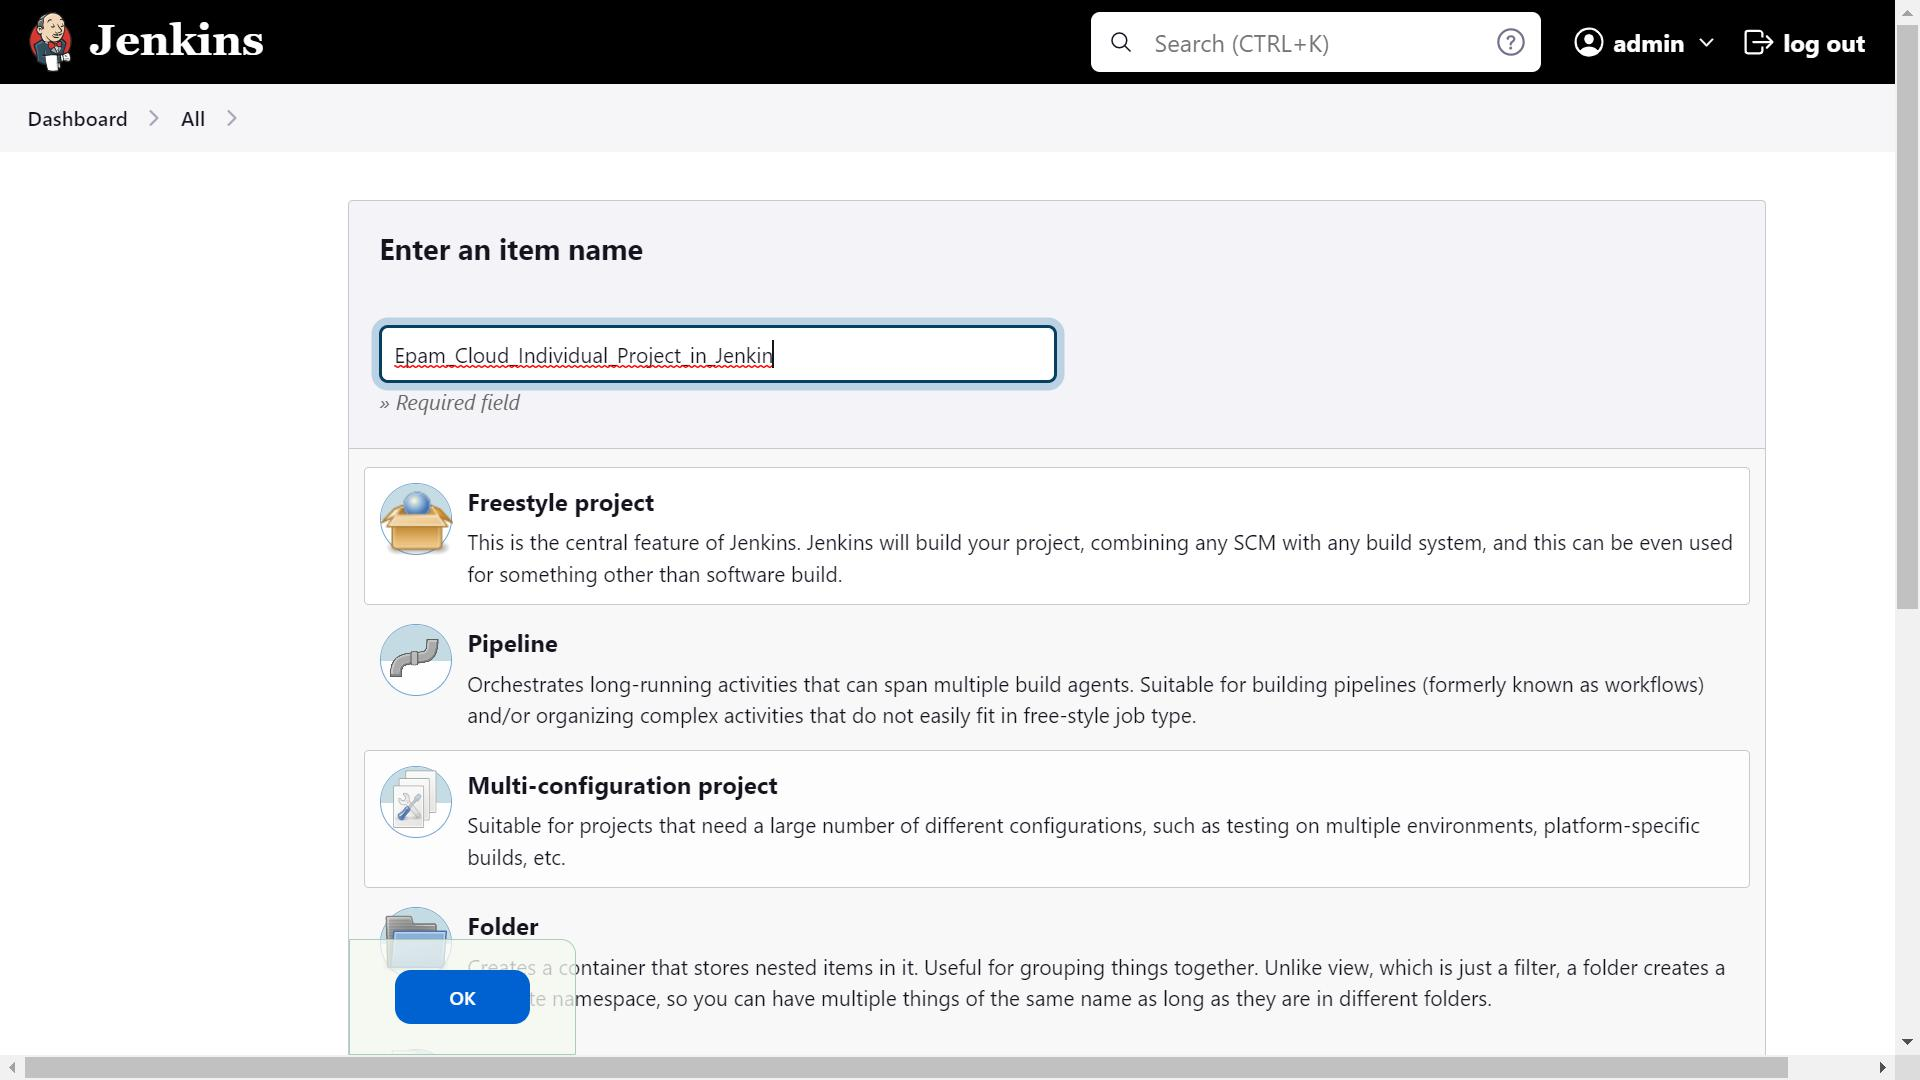 Jenkins
Search (CTRL+K)
admin
log out
Dashboard
All
Enter an item name
Epam_Cloud_Individual_Project_in_Jenkin
» Required field
Freestyle project
This is the central feature of Jenkins. Jenkins will build your project, combining any SCM with any build system, and this can be even used
for something other than software build.
Pipeline
Orchestrates long-running activities that can span multiple build agents. Suitable for building pipelines (formerly known as workflows)
and/or organizing complex activities that do not easily fit in free-style job type.
Multi-configuration project
Suitable for projects that need a large number of different configurations, such as testing on multiple environments, platform-specific
builds, etc.
Folder
Creates a container that stores nested items in it. Useful for grouping things together. Unlike view, which is just a filter, a folder creates a
te namespace, so you can have multiple things of the same name as long as they are in different folders.
OK